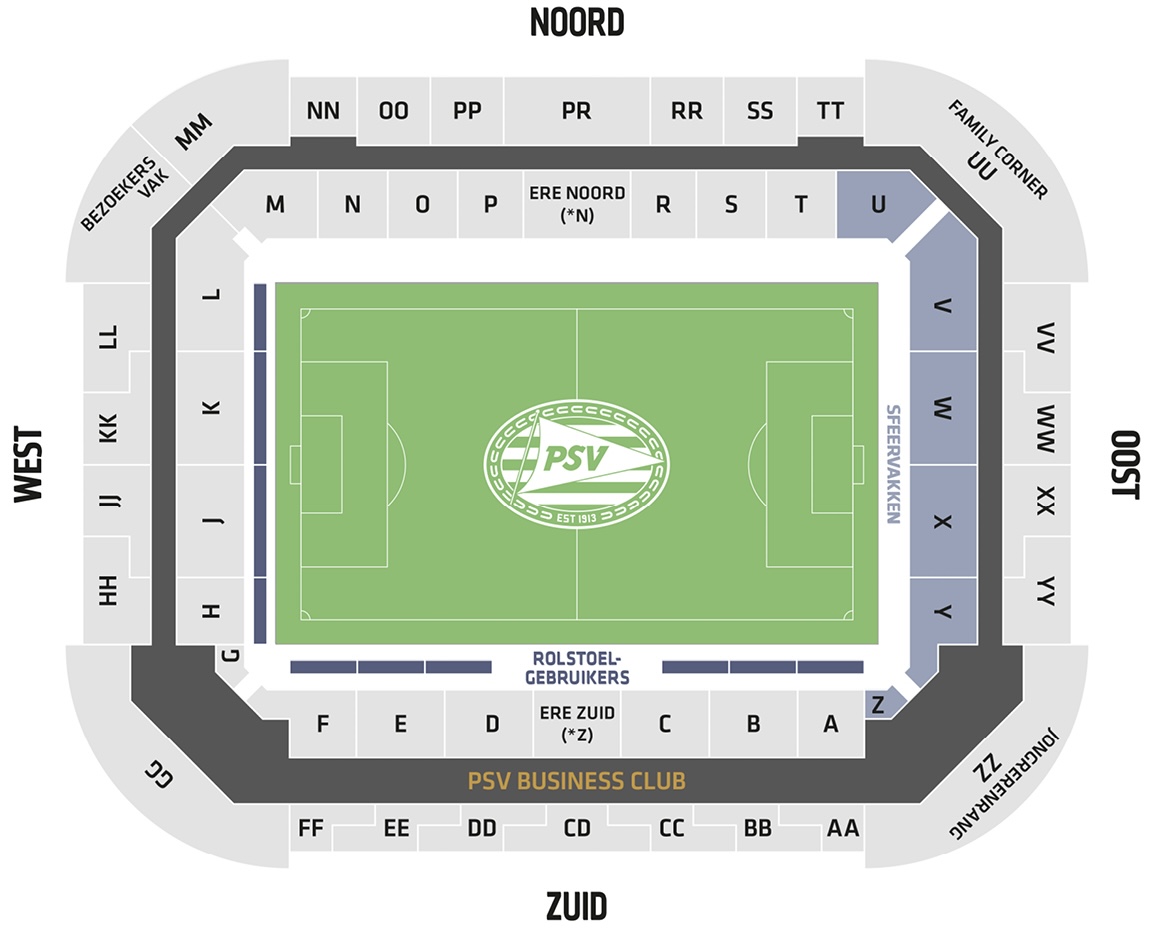 NOORD
NN
OO
PP
PR
RR
SS
TT
MM
BEZOEKERS
VAK
FAMILY CORNER
UU
M
N
O
P
ERE NOORD
(*N)
R
S
T
U
L
K
J
H
G
LL
KK
JJ
HH
WEST
V
W
X
Y
Z
SFEERVAKKEN
VV
WW
XX
YY
OOST
PSV
EST 1913
ROLSTOEL-
GEBRUIKERS
F
E
D
ERE ZUID
(*Z)
C
B
A
PSV BUSINESS CLUB
GG
ZZ
JONGRERENRANG
FF
EE
DD
CD
CC
BB
AA
ZUID